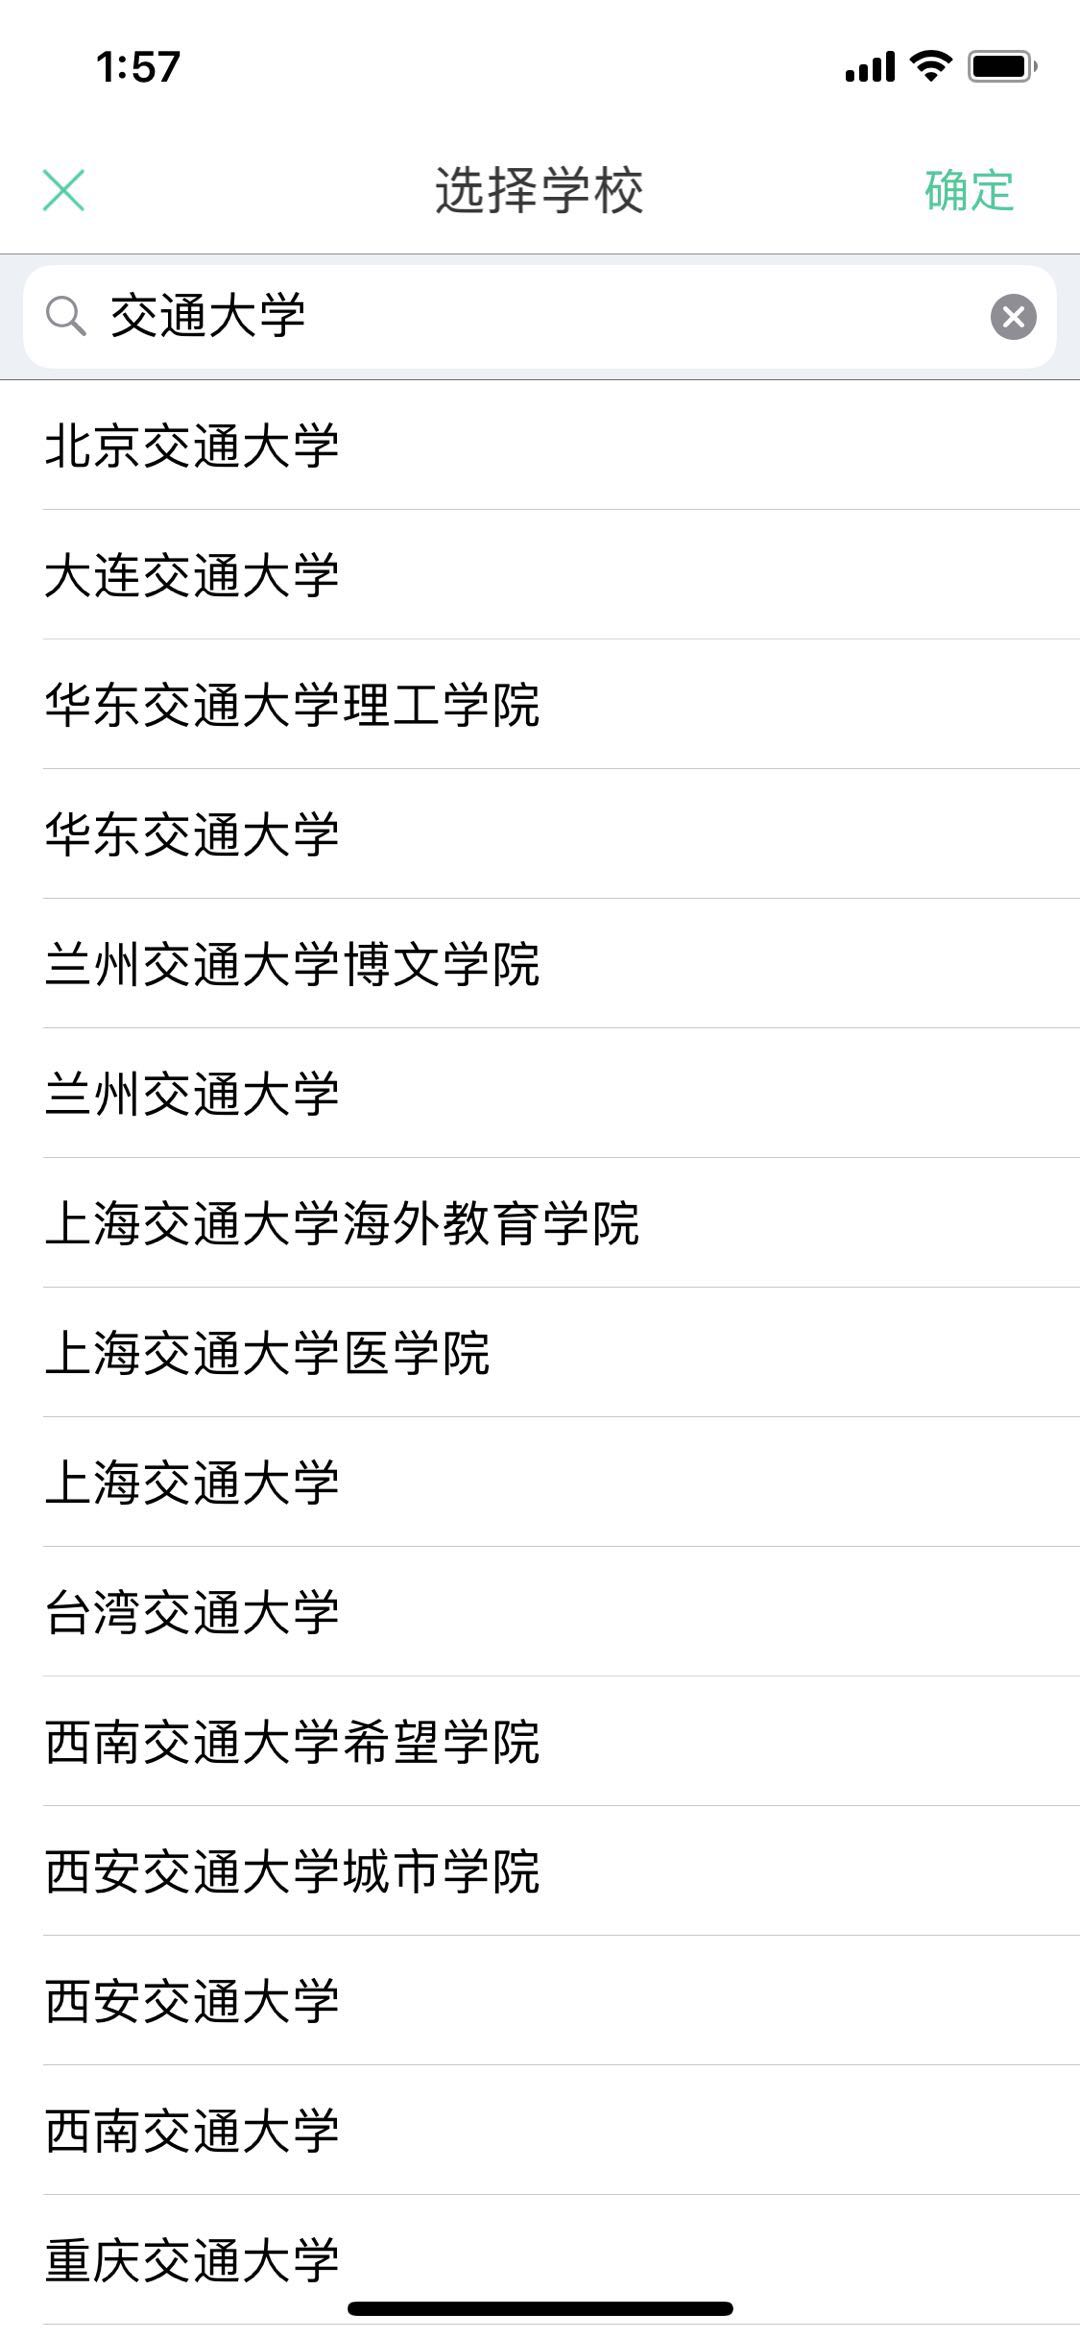 1:57
选择学校
确定
交通大学
北京交通大学
大连交通大学
华东交通大学理工学院
华东交通大学
兰州交通大学博文学院
兰州交通大学
上海交通大学海外教育学院
上海交通大学医学院
上海交通大学
台湾交通大学
西南交通大学希望学院
西安交通大学城市学院
西安交通大学
西南交通大学
重庆交通大学